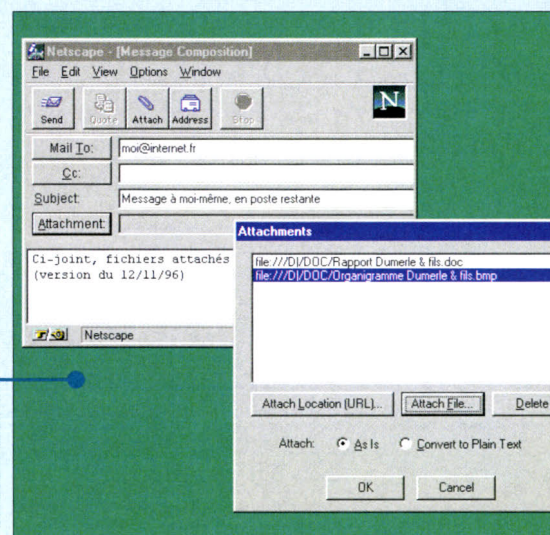 Netscape - [Message Composition]
File Edit View Options Window
Send Quote Attach Address Stop
N
Mail To: moi@internet.fr
Cc:
Subject: Message à moi-même, en poste restante
Attachment:
Ci-joint, fichiers attachés
(version du 12/11/96)
Netscape
Attachments
file:///D|/DOC/Rapport Dumerle & fils.doc
file:///D|/DOC/Organigramme Dumerle & fils.bmp
Attach Location (URL)... Attach File... Delete
Attach: As Is Convert to Plain Text
OK Cancel